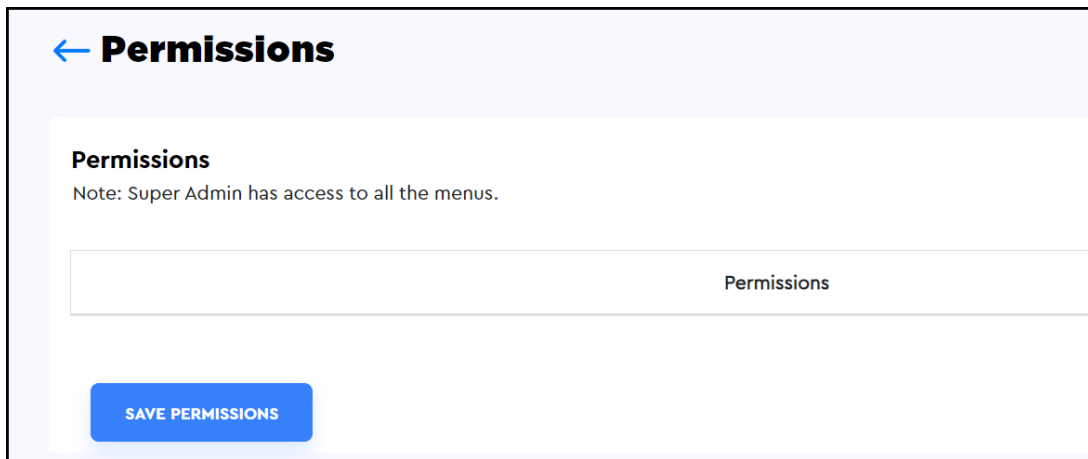 Permissions
Permissions
Note: Super Admin has access to all the menus.
Permissions
SAVE PERMISSIONS